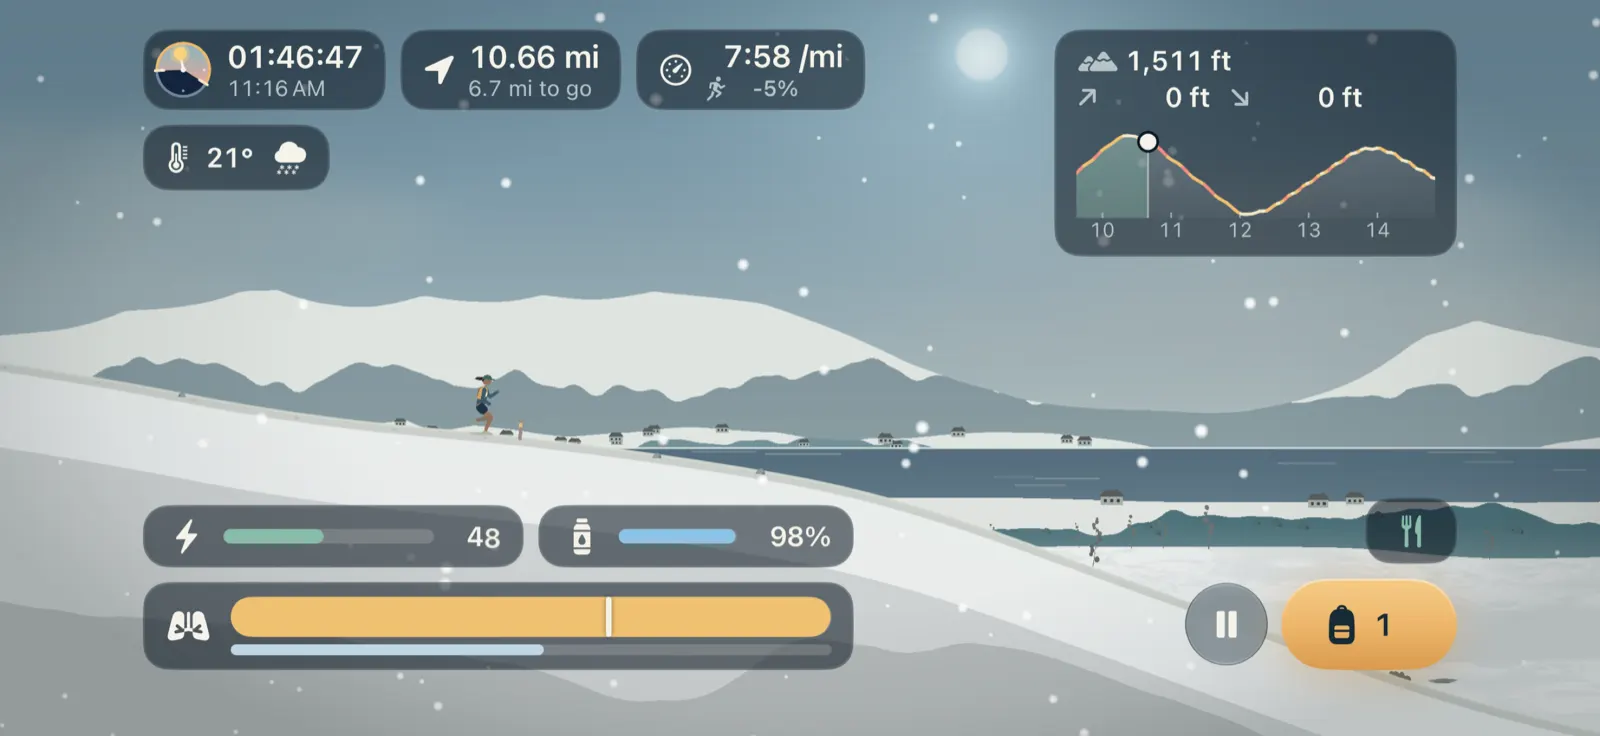 01:46:47
11:16 AM
10.66 mi
6.7 mi to go
7:58 /mi
-5%
21°
1,511 ft
0 ft 0 ft
10 11 12 13 14
48
98%
1